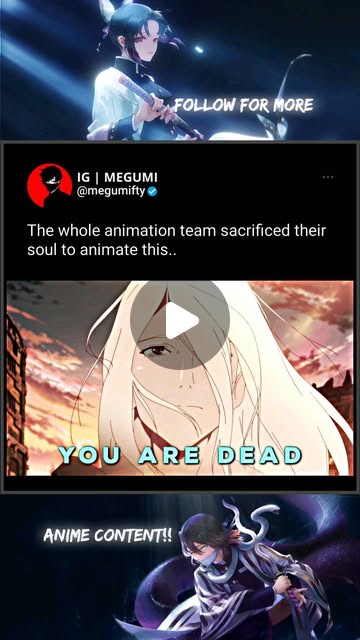 FOLLOW FOR MORE
IG | MEGUMI
@megumifty
The whole animation team sacrificed their
soul to animate this..
YOU ARE DEAD
ANIME CONTENT!!